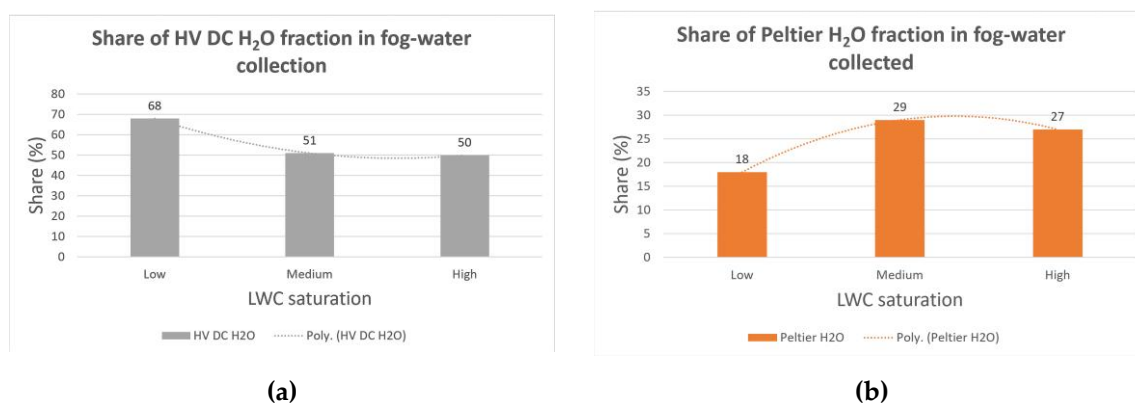 Share of HV DC H₂O fraction in fog-water
collection
80
70
60
50
40
30
20
10
0
68
51
50
Share (%)
Low Medium High
LWC saturation
HV DC H2O Poly. (HV DC H2O)
(a)
Share of Peltier H₂O fraction in fog-water
collected
35
30
25
20
15
10
5
0
18
29
27
Share (%)
Low Medium High
LWC saturation
Peltier H2O Poly. (Peltier H2O)
(b)